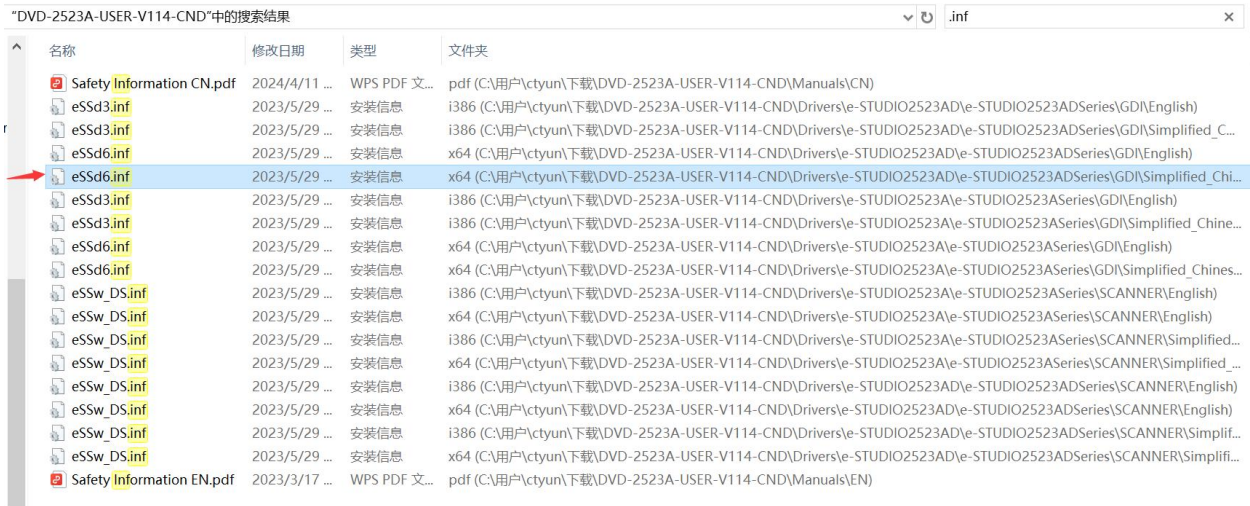 "DVD-2523A-USER-V114-CND"中的搜索结果 .inf
名称 修改日期 类型 文件夹
Safety Information CN.pdf 2024/4/11 ... WPS PDF 文... pdf (C:\用户\ctyun\下载\DVD-2523A-USER-V114-CND\Manuals\CN)
eSSd3.inf 2023/5/29 ... 安装信息 i386 (C:\用户\ctyun\下载\DVD-2523A-USER-V114-CND\Drivers\e-STUDIO2523AD\e-STUDIO2523ADSeries\GDI\English)
eSSd3.inf 2023/5/29 ... 安装信息 i386 (C:\用户\ctyun\下载\DVD-2523A-USER-V114-CND\Drivers\e-STUDIO2523AD\e-STUDIO2523ADSeries\GDI\Simplified_C...
eSSd6.inf 2023/5/29 ... 安装信息 x64 (C:\用户\ctyun\下载\DVD-2523A-USER-V114-CND\Drivers\e-STUDIO2523AD\e-STUDIO2523ADSeries\GDI\English)
eSSd6.inf 2023/5/29 ... 安装信息 x64 (C:\用户\ctyun\下载\DVD-2523A-USER-V114-CND\Drivers\e-STUDIO2523AD\e-STUDIO2523ADSeries\GDI\Simplified_Chi...
eSSd3.inf 2023/5/29 ... 安装信息 i386 (C:\用户\ctyun\下载\DVD-2523A-USER-V114-CND\Drivers\e-STUDIO2523A\e-STUDIO2523ASeries\GDI\English)
eSSd3.inf 2023/5/29 ... 安装信息 i386 (C:\用户\ctyun\下载\DVD-2523A-USER-V114-CND\Drivers\e-STUDIO2523A\e-STUDIO2523ASeries\GDI\Simplified_Chine...
eSSd6.inf 2023/5/29 ... 安装信息 x64 (C:\用户\ctyun\下载\DVD-2523A-USER-V114-CND\Drivers\e-STUDIO2523A\e-STUDIO2523ASeries\GDI\English)
eSSd6.inf 2023/5/29 ... 安装信息 x64 (C:\用户\ctyun\下载\DVD-2523A-USER-V114-CND\Drivers\e-STUDIO2523A\e-STUDIO2523ASeries\GDI\Simplified_Chines...
eSSw_DS.inf 2023/5/29 ... 安装信息 i386 (C:\用户\ctyun\下载\DVD-2523A-USER-V114-CND\Drivers\e-STUDIO2523A\e-STUDIO2523ASeries\SCANNER\English)
eSSw_DS.inf 2023/5/29 ... 安装信息 x64 (C:\用户\ctyun\下载\DVD-2523A-USER-V114-CND\Drivers\e-STUDIO2523A\e-STUDIO2523ASeries\SCANNER\English)
eSSw_DS.inf 2023/5/29 ... 安装信息 i386 (C:\用户\ctyun\下载\DVD-2523A-USER-V114-CND\Drivers\e-STUDIO2523A\e-STUDIO2523ASeries\SCANNER\Simplified...
eSSw_DS.inf 2023/5/29 ... 安装信息 x64 (C:\用户\ctyun\下载\DVD-2523A-USER-V114-CND\Drivers\e-STUDIO2523A\e-STUDIO2523ASeries\SCANNER\Simplified_...
eSSw_DS.inf 2023/5/29 ... 安装信息 i386 (C:\用户\ctyun\下载\DVD-2523A-USER-V114-CND\Drivers\e-STUDIO2523AD\e-STUDIO2523ADSeries\SCANNER\English)
eSSw_DS.inf 2023/5/29 ... 安装信息 x64 (C:\用户\ctyun\下载\DVD-2523A-USER-V114-CND\Drivers\e-STUDIO2523AD\e-STUDIO2523ADSeries\SCANNER\English)
eSSw_DS.inf 2023/5/29 ... 安装信息 i386 (C:\用户\ctyun\下载\DVD-2523A-USER-V114-CND\Drivers\e-STUDIO2523AD\e-STUDIO2523ADSeries\SCANNER\Simplif...
eSSw_DS.inf 2023/5/29 ... 安装信息 x64 (C:\用户\ctyun\下载\DVD-2523A-USER-V114-CND\Drivers\e-STUDIO2523AD\e-STUDIO2523ADSeries\SCANNER\Simplifi...
Safety Information EN.pdf 2023/3/17 ... WPS PDF 文... pdf (C:\用户\ctyun\下载\DVD-2523A-USER-V114-CND\Manuals\EN)